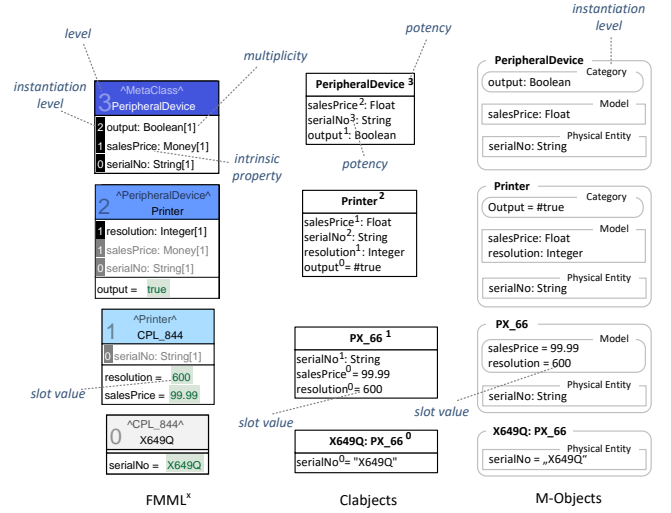 level
instantiation
level
multiplicity
^MetaClass^
3 PeripheralDevice
2 output: Boolean[1]
1 salesPrice: Money[1]
0 serialNo: String[1]
intrinsic
property
^PeripheralDevice^
2 Printer
1 resolution: Integer[1]
1 salesPrice: Money[1]
0 serialNo: String[1]
output = true
^Printer^
1 CPL_844
0 serialNo: String[1]
resolution = 600
salesPrice = 99.99
slot value
^CPL_844^
0 X649Q
serialNo = X649Q
FMMLˣ
potency
PeripheralDevice ³
salesPrice²: Float
serialNo³: String
output¹: Boolean
potency
Printer²
salesPrice¹: Float
serialNo²: String
resolution¹: Integer
output⁰= #true
PX_66 ¹
serialNo¹: String
salesPrice⁰ = 99.99
resolution⁰ = 600
slot value
X649Q: PX_66 ⁰
serialNo⁰= "X649Q"
Clabjects
instantiation
level
PeripheralDevice
Category
output: Boolean
Model
salesPrice: Float
Physical Entity
serialNo: String
Printer
Category
Output = #true
Model
salesPrice: Float
resolution: Integer
Physical Entity
serialNo: String
PX_66
Model
salesPrice = 99.99
resolution = 600
Physical Entity
serialNo: String
slot value
X649Q: PX_66
Physical Entity
serialNo = „X649Q“
M-Objects